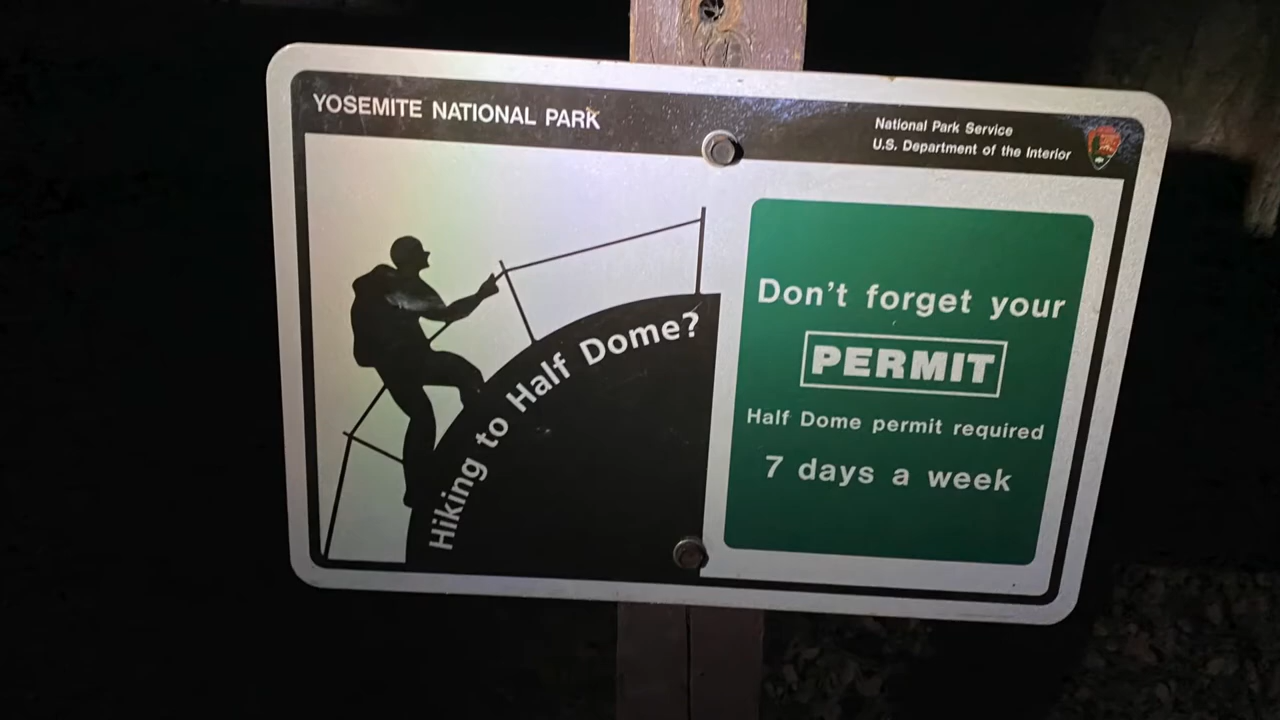 YOSEMITE NATIONAL PARK
National Park Service
U.S. Department of the Interior
Hiking to Half Dome?
Don't forget your
PERMIT
Half Dome permit required
7 days a week